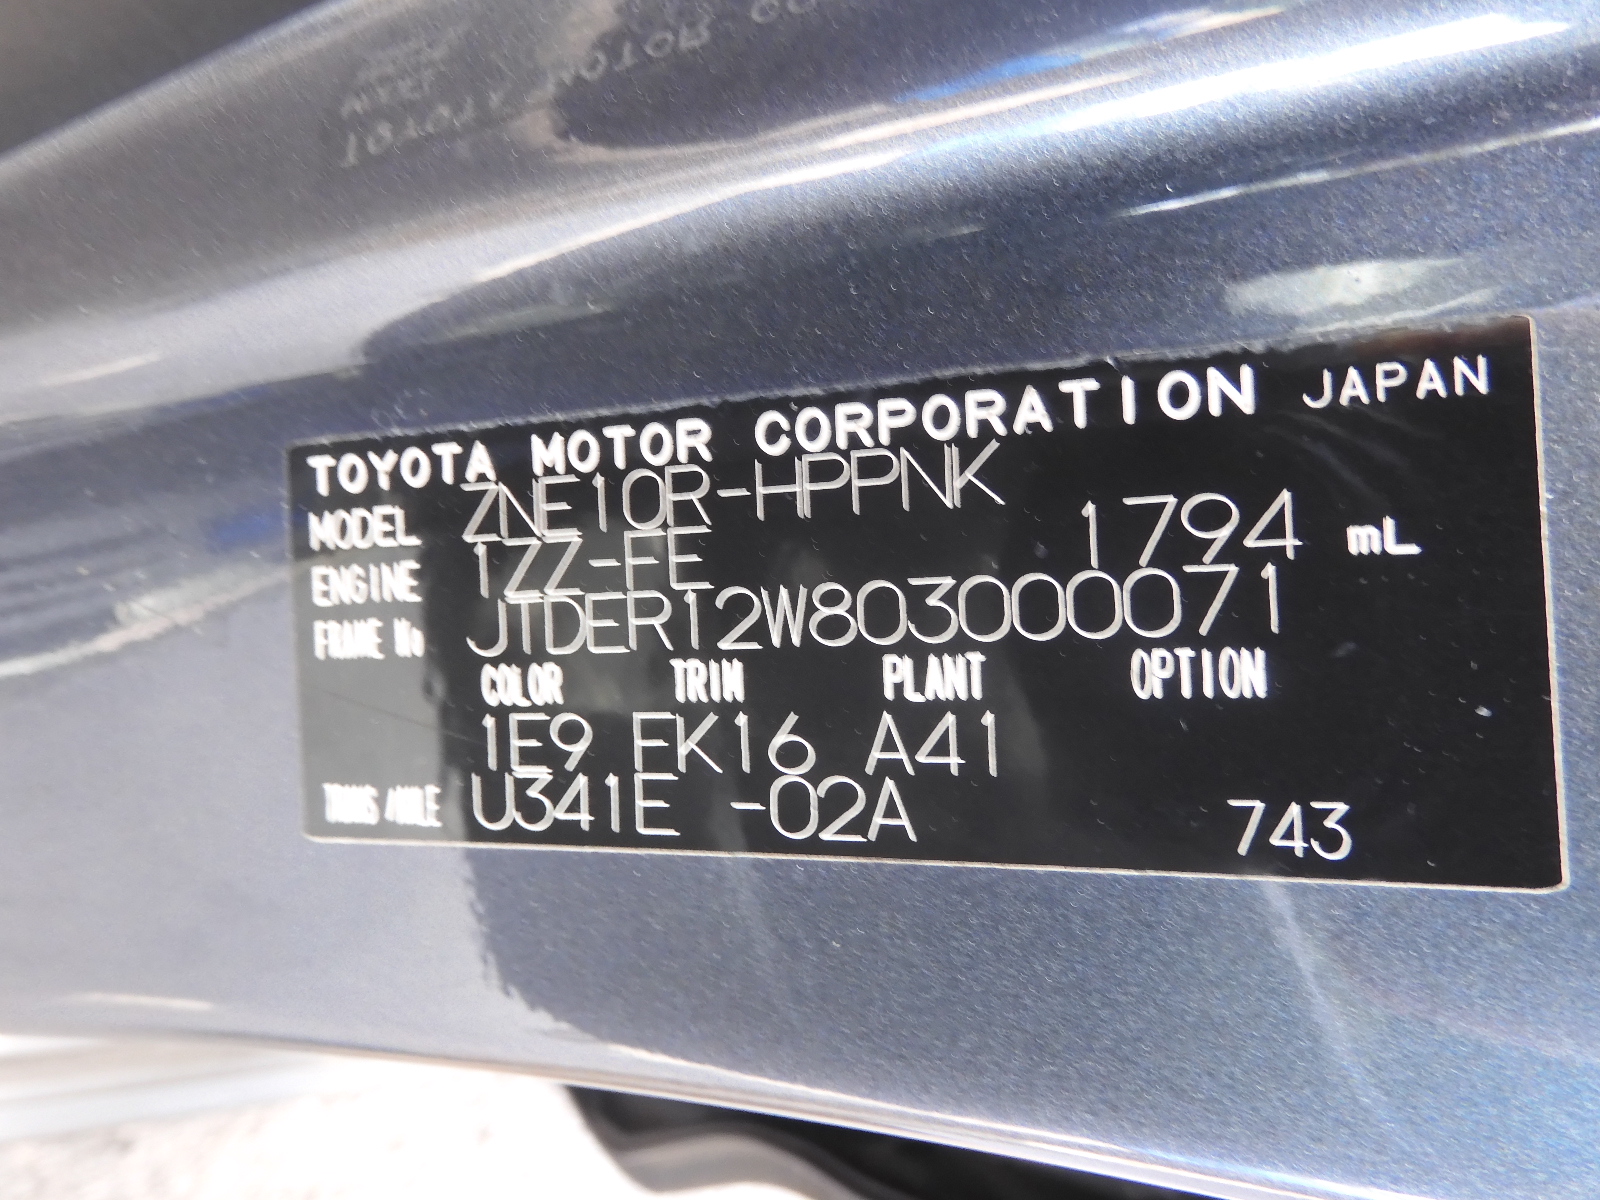 TOYOTA MOTOR CORPORATION JAPAN
MODEL ZNE10R-HPPNK
ENGINE 1ZZ-FE 1794 mL
FRAME No JTDER12W803000071
COLOR TRIM PLANT OPTION
1E9 FK16 A41
TRANS/AXLE U341E -02A 743